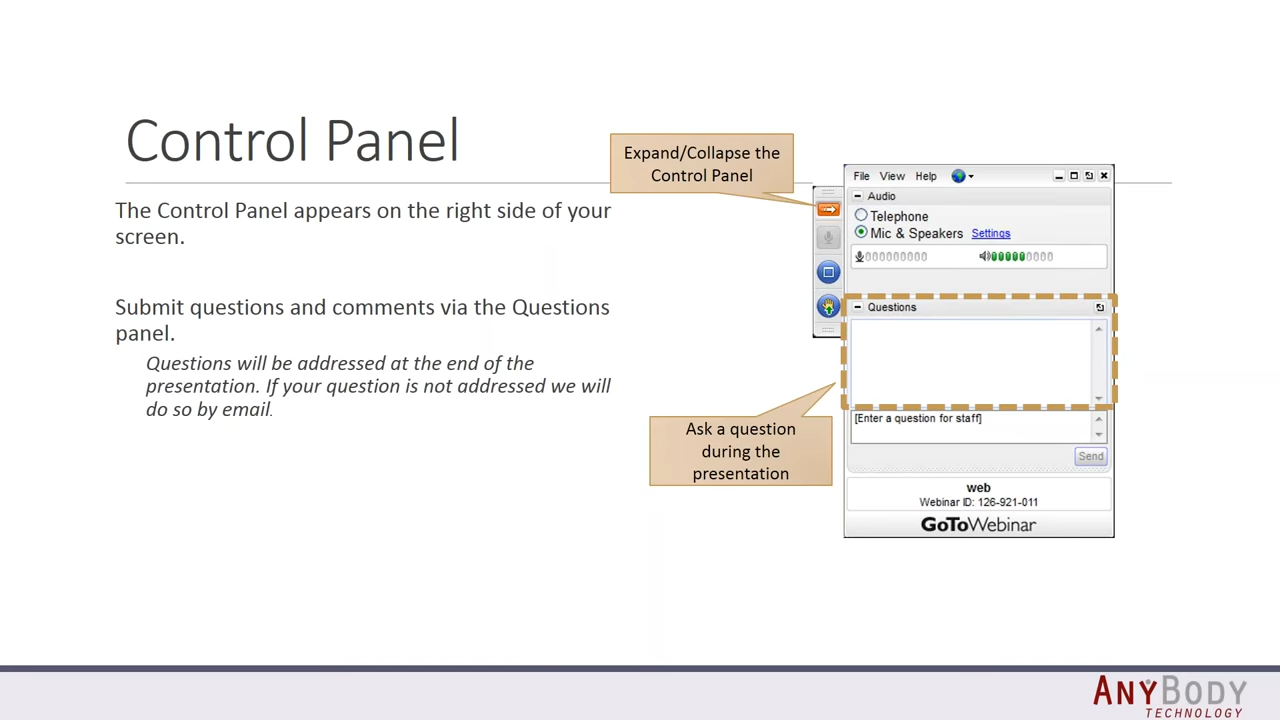 Control Panel
The Control Panel appears on the right side of your
screen.
Submit questions and comments via the Questions
panel.
Questions will be addressed at the end of the
presentation. If your question is not addressed we will
do so by email.
Expand/Collapse the
Control Panel
File View Help
Audio
Telephone
Mic & Speakers Settings
Questions
Ask a question
during the
presentation
[Enter a question for staff]
Send
web
Webinar ID: 126-921-011
GoToWebinar
ANYBODY
TECHNOLOGY